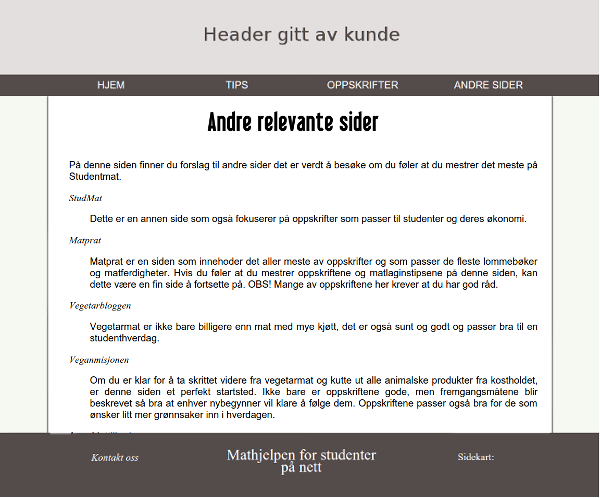 Header gitt av kunde
HJEM TIPS OPPSKRIFTER ANDRE SIDER
Andre relevante sider
På denne siden finner du forslag til andre sider det er verdt å besøke om du føler at du mestrer det meste på
Studentmat.
StudMat
Dette er en annen side som også fokuserer på oppskrifter som passer til studenter og deres økonomi.
Matprat
Matprat er en siden som innehoder det aller meste av oppskrifter og som passer de fleste lommebøker
og matferdigheter. Hvis du føler at du mestrer oppskriftene og matlaginstipsene på denne siden, kan
dette være en fin side å fortsette på. OBS! Mange av oppskriftene her krever at du har god råd.
Vegetarbloggen
Vegetarmat er ikke bare billigere enn mat med mye kjøtt, det er også sunt og godt og passer bra til en
studenthverdag.
Veganmisjonen
Om du er klar for å ta skrittet videre fra vegetarmat og kutte ut alle animalske produkter fra kostholdet,
er denne siden et perfekt startsted. Ikke bare er oppskriftene gode, men fremgangsmåtene blir
beskrevet så bra at enhver nybegynner vil klare å følge dem. Oppskriftene passer også bra for de som
ønsker litt mer grønnsaker inn i hverdagen.
Kontakt oss
Mathjelpen for studenter
på nett
Sidekart: